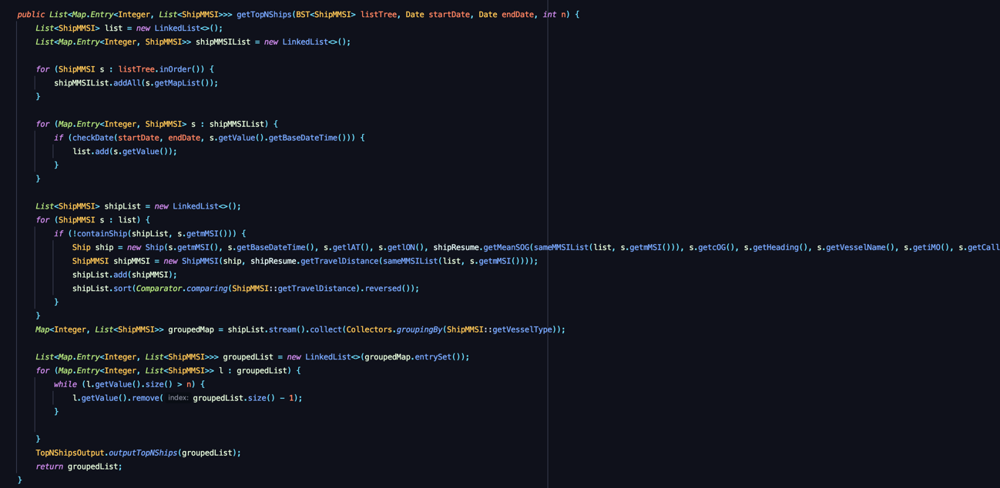 public List<Map.Entry<Integer, List<ShipMMSI>>> getTopNShips(BST<ShipMMSI> listTree, Date startDate, Date endDate, int n) {
List<ShipMMSI> list = new LinkedList<>();
List<Map.Entry<Integer, ShipMMSI>> shipMMSIList = new LinkedList<>();
for (ShipMMSI s : listTree.inOrder()) {
shipMMSIList.addAll(s.getMapList());
}
for (Map.Entry<Integer, ShipMMSI> s : shipMMSIList) {
if (checkDate(startDate, endDate, s.getValue().getBaseDateTime())) {
list.add(s.getValue());
}
}
List<ShipMMSI> shipList = new LinkedList<>();
for (ShipMMSI s : list) {
if (!containShip(shipList, s.getmMSI())) {
Ship ship = new Ship(s.getmMSI(), s.getBaseDateTime(), s.getlAT(), s.getlON(), shipResume.getMeanSOG(sameMMSIList(list, s.getmMSI())), s.getcOG(), s.getHeading(), s.getVesselName(), s.getiMO(), s.getCall
ShipMMSI shipMMSI = new ShipMMSI(ship, shipResume.getTravelDistance(sameMMSIList(list, s.getmMSI())));
shipList.add(shipMMSI);
shipList.sort(Comparator.comparing(ShipMMSI::getTravelDistance).reversed());
}
}
Map<Integer, List<ShipMMSI>> groupedMap = shipList.stream().collect(Collectors.groupingBy(ShipMMSI::getVesselType));
List<Map.Entry<Integer, List<ShipMMSI>>> groupedList = new LinkedList<>(groupedMap.entrySet());
for (Map.Entry<Integer, List<ShipMMSI>> l : groupedList) {
while (l.getValue().size() > n) {
l.getValue().remove( index: groupedList.size() - 1);
}
}
TopNShipsOutput.outputTopNShips(groupedList);
return groupedList;
}